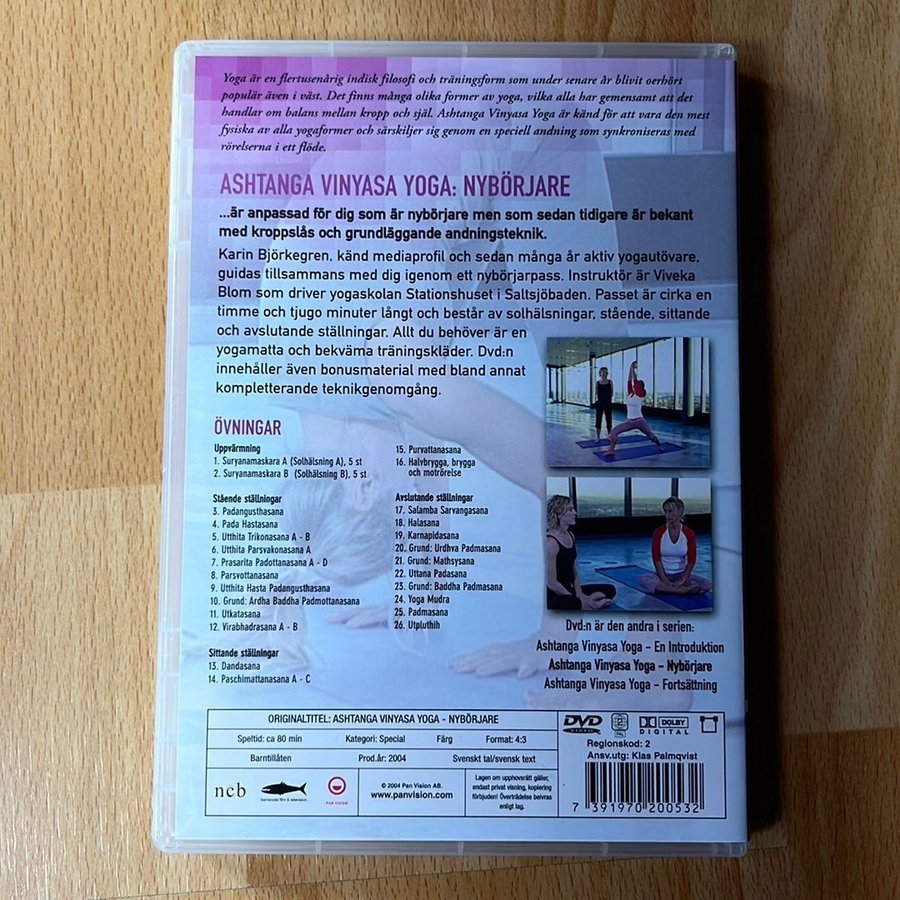 Yoga är en flertusenårig indisk filosofi och träningsform som under senare år blivit oerhört
populär även i väst. Det finns många olika former av yoga, vilka alla har gemensamt att det
handlar om balans mellan kropp och själ. Ashtanga Vinyasa Yoga är känd för att vara den mest
fysiska av alla yogaformer och särskiljer sig genom en speciell andning som synkroniseras med
rörelserna i ett flöde.
ASHTANGA VINYASA YOGA: NYBÖRJARE
...är anpassad för dig som är nybörjare men som sedan tidigare är bekant
med kroppslås och grundläggande andningsteknik.
Karin Björkegren, känd mediaprofil och sedan många år aktiv yogautövare,
guidas tillsammans med dig igenom ett nybörjarpass. Instruktör är Viveka
Blom som driver yogaskolan Stationshuset i Saltsjöbaden. Passet är cirka en
timme och tjugo minuter långt och består av solhälsningar, stående, sittande
och avslutande ställningar. Allt du behöver är en
yogamatta och bekväma träningskläder. Dvd:n
innehåller även bonusmaterial med bland annat
kompletterande teknikgenomgång.
ÖVNINGAR
Uppvärmning
1. Suryanamaskara A (Solhälsning A), 5 st
2. Suryanamaskara B (Solhälsning B), 5 st
Stående ställningar
3. Padangusthasana
4. Pada Hastasana
5. Utthita Trikonasana A - B
6. Utthita Parsvakonasana A
7. Prasarita Padottanasana A - D
8. Parsvottanasana
9. Utthita Hasta Padangusthasana
10. Grund: Ardha Baddha Padmottanasana
11. Utkatasana
12. Virabhadrasana A - B
Sittande ställningar
13. Dandasana
14. Paschimattanasana A - C
15. Purvattanasana
16. Halvbrygga, brygga
och motrörelse
Avslutande ställningar
17. Salamba Sarvangasana
18. Halasana
19. Karnapidasana
20. Grund: Urdhva Padmasana
21. Grund: Mathsysana
22. Uttana Padasana
23. Grund: Baddha Padmasana
24. Yoga Mudra
25. Padmasana
26. Utpluthih
Dvd:n är den andra i serien:
Ashtanga Vinyasa Yoga – En Introduktion
Ashtanga Vinyasa Yoga – Nybörjare
Ashtanga Vinyasa Yoga – Fortsättning
ORIGINALTITEL: ASHTANGA VINYASA YOGA - NYBÖRJARE
Speltid: ca 80 min Kategori: Special Färg Format: 4:3
Barntillåten Prod.år: 2004 Svenskt tal/svensk text
ncb
barracuda film & television
PAN VISION
© 2004 Pan Vision AB.
www.panvision.com
Lagen om upphovsrätt gäller,
endast privat visning, kopiering
förbjuden! Överträdelse beivras
enligt lag.
DVD VIDEO 2 PAL DOLBY DIGITAL
Regionskod: 2
Ansv.utg: Klas Palmqvist
7 391970 200532